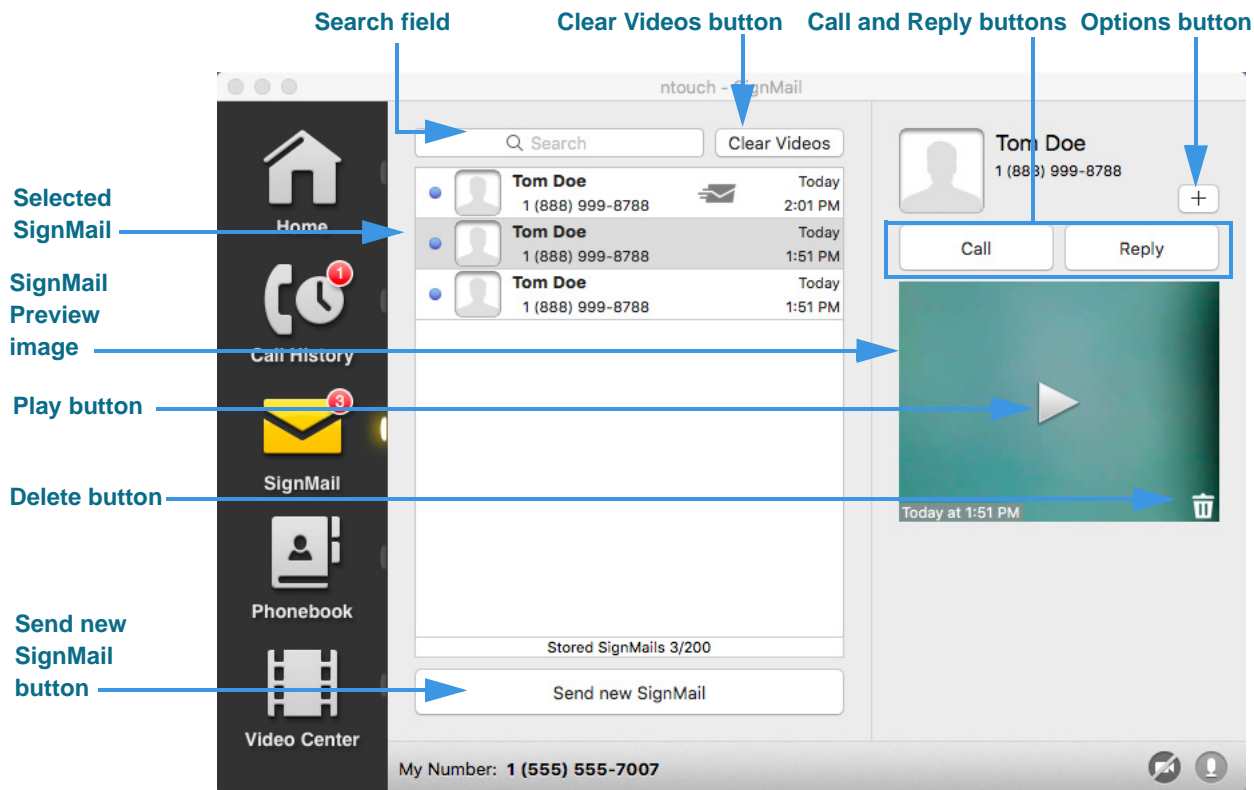 Search field
Clear Videos button
Call and Reply buttons
Options button
ntouch - SignMail
Search
Clear Videos
Selected
SignMail
SignMail
Preview
image
Play button
Delete button
Send new
SignMail
button
Home
1
Call History
3
SignMail
Phonebook
Video Center
Tom Doe
Today
1 (888) 999-8788
2:01 PM
Tom Doe
Today
1 (888) 999-8788
1:51 PM
Tom Doe
Today
1 (888) 999-8788
1:51 PM
Stored SignMails 3/200
Send new SignMail
Tom Doe
1 (888) 999-8788
+
Call
Reply
Today at 1:51 PM
My Number: 1 (555) 555-7007